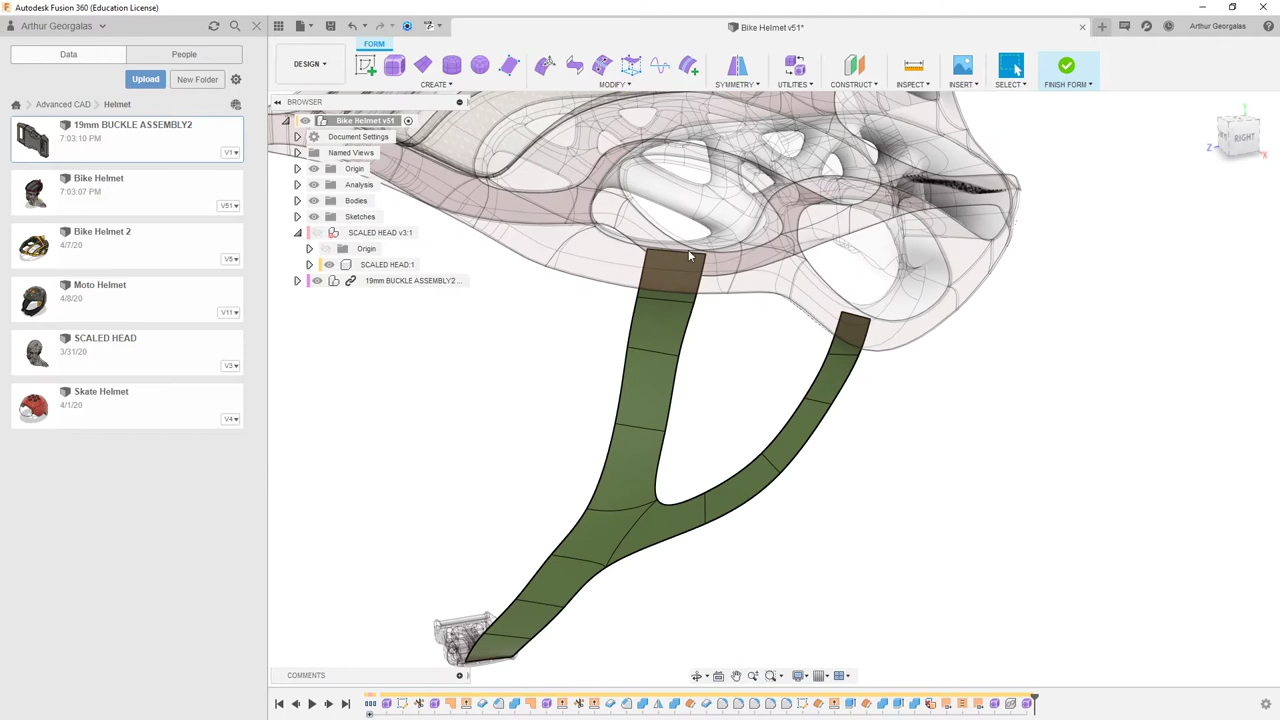 Autodesk Fusion 360 (Education License)
Arthur Georgalas
Bike Helmet v51*
Arthur Georgalas
Data
People
FORM
DESIGN
CREATE
MODIFY
SYMMETRY
UTILITIES
CONSTRUCT
INSPECT
INSERT
SELECT
FINISH FORM
Upload
New Folder
Advanced CAD
Helmet
BROWSER
19mm BUCKLE ASSEMBLY2
7:03:10 PM
V1
Bike Helmet
7:03:07 PM
V51
Bike Helmet 2
4/7/20
V5
Moto Helmet
4/8/20
V11
SCALED HEAD
3/31/20
V3
Skate Helmet
4/1/20
V4
Bike Helmet v51
Document Settings
Named Views
Origin
Analysis
Bodies
Sketches
SCALED HEAD v3:1
Origin
SCALED HEAD:1
19mm BUCKLE ASSEMBLY2...
Y
RIGHT
Z
X
COMMENTS